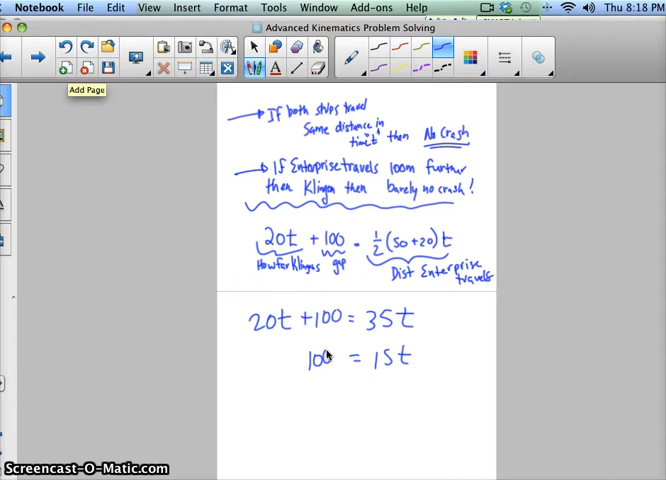 Notebook File Edit View Insert Format Tools Window Add-ons Help Thu 8:18 PM
Advanced Kinematics Problem Solving
Add Page
If both ships travel
Same distance in
time "t" then No Crash
If Enterprise travels 100m further
then Klingon then barely no crash!
20t + 100 = 1/2 (50+20) t
How far Klingons gap
Dist Enterprise
travels
20t + 100 = 35t
100 = 15t
Screencast-O-Matic.com